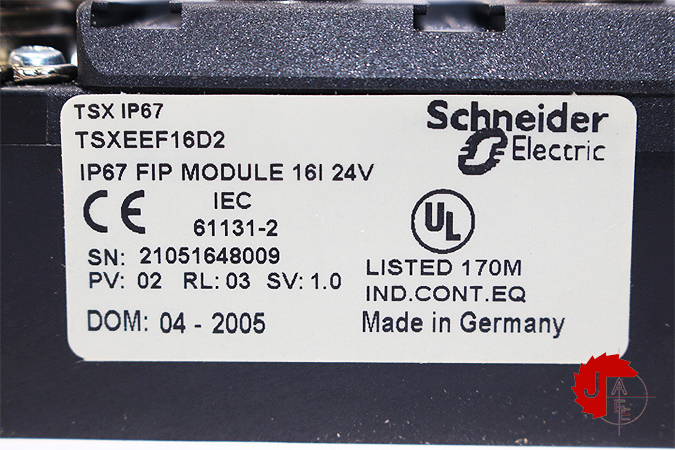 TSX IP67
TSXEEF16D2
IP67 FIP MODULE 16I 24V
Schneider
Electric
CE
IEC
61131-2
UL
SN: 21051648009
PV: 02 RL: 03 SV: 1.0
LISTED 170M
IND.CONT.EQ
DOM: 04 - 2005
Made in Germany
J